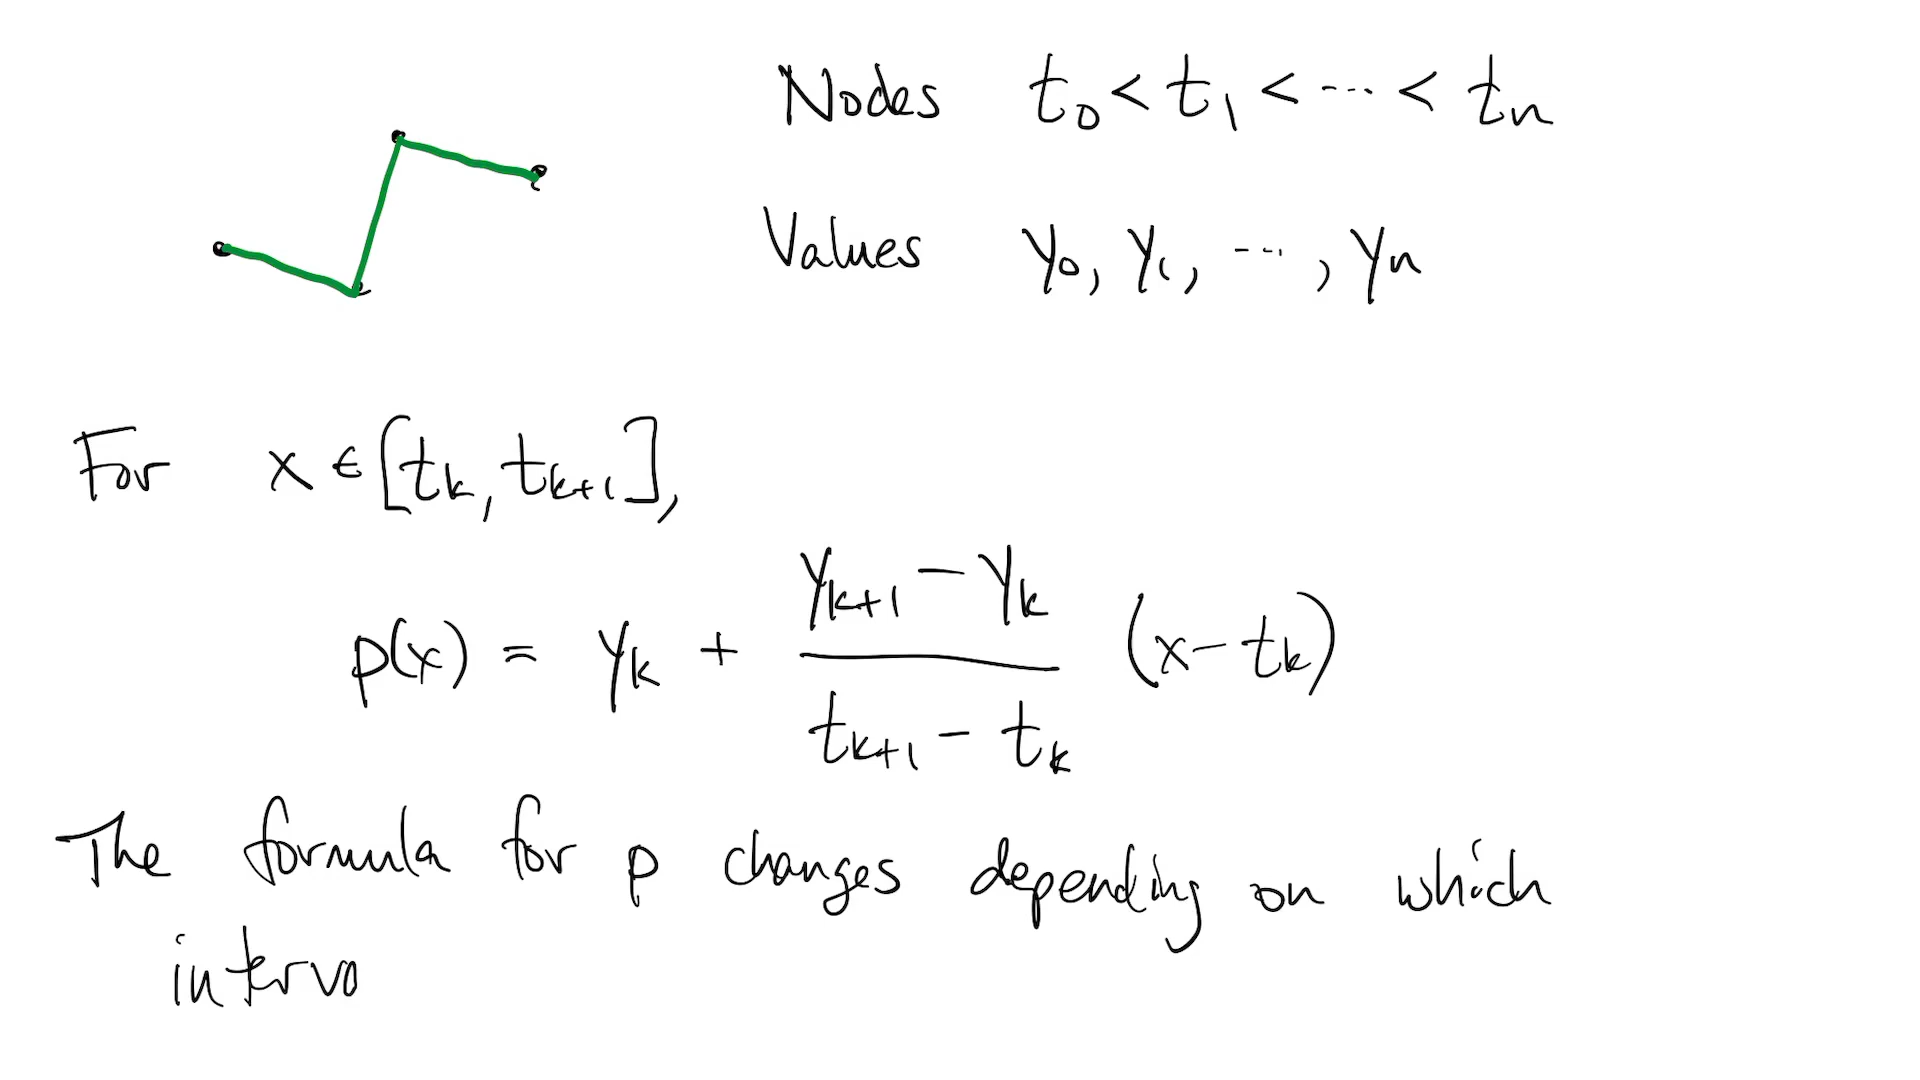 Nodes t₀ < t₁ < ··· < tₙ
Values y₀, y₁, ··· , yₙ
For x ∈ [tₖ, tₖ₊₁],
p(x) = yₖ + (yₖ₊₁ − yₖ)/(tₖ₊₁ − tₖ) (x − tₖ)
The formula for p changes depending on which
interva